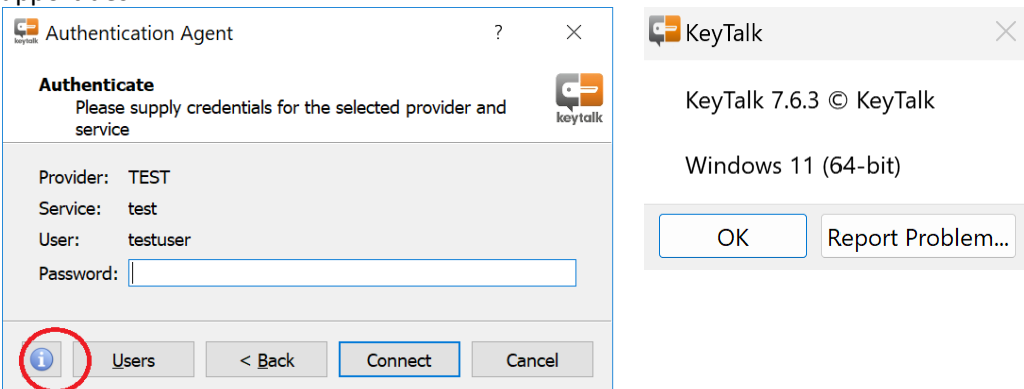 keytalk
Authentication Agent
?
Authenticate
Please supply credentials for the selected provider and
service
keytalk
Provider: TEST
Service: test
User: testuser
Password:
i
Users
< Back
Connect
Cancel
KeyTalk
KeyTalk 7.6.3 © KeyTalk
Windows 11 (64-bit)
OK
Report Problem...